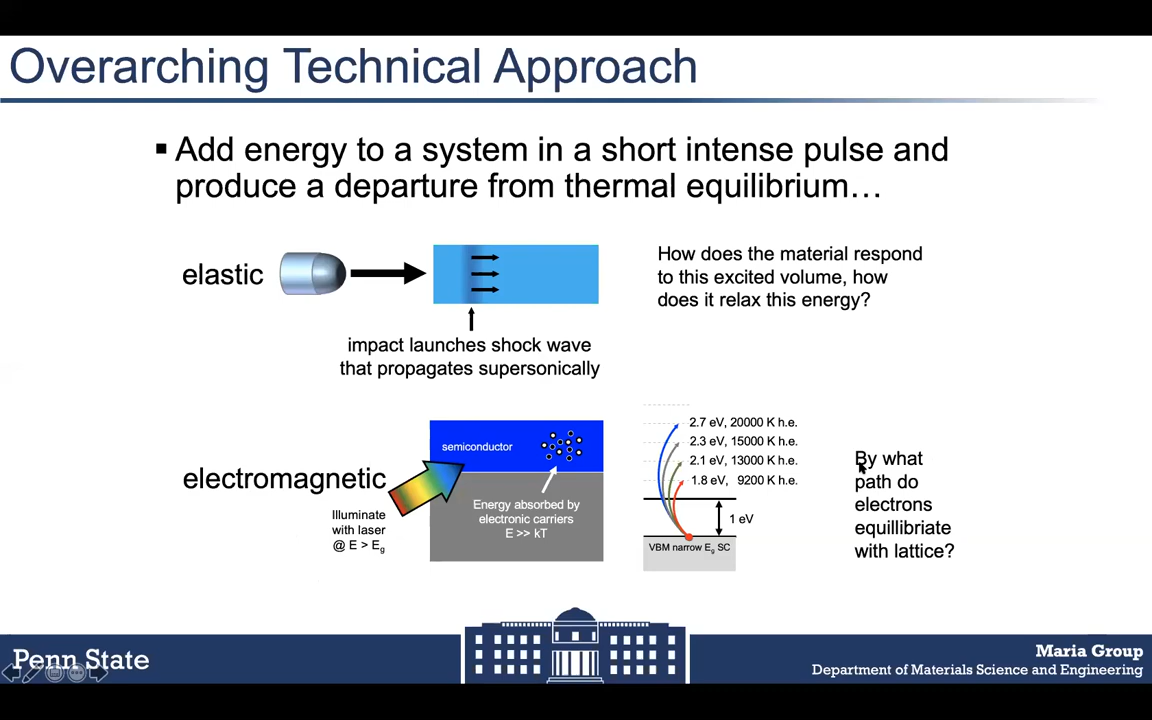 Overarching Technical Approach
▪ Add energy to a system in a short intense pulse and
produce a departure from thermal equilibrium…
elastic
How does the material respond
to this excited volume, how
does it relax this energy?
impact launches shock wave
that propagates supersonically
electromagnetic
Illuminate
with laser
@ E > Eg
semiconductor
Energy absorbed by
electronic carriers
E >> kT
2.7 eV, 20000 K h.e.
2.3 eV, 15000 K h.e.
2.1 eV, 13000 K h.e.
1.8 eV, 9200 K h.e.
1 eV
VBM narrow Eg SC
By what
path do
electrons
equillibriate
with lattice?
Penn State
Maria Group
Department of Materials Science and Engineering